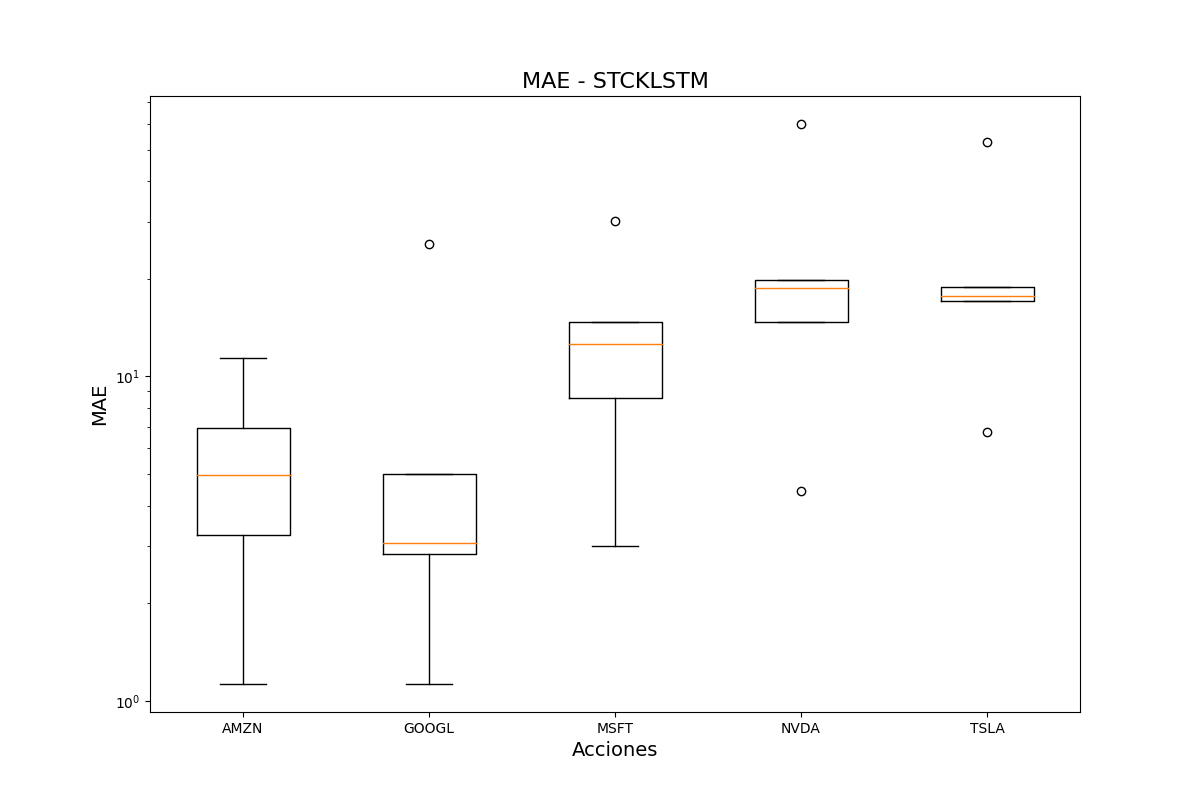 MAE - STCKLSTM
MAE
10¹
10⁰
AMZN GOOGL MSFT NVDA TSLA
Acciones